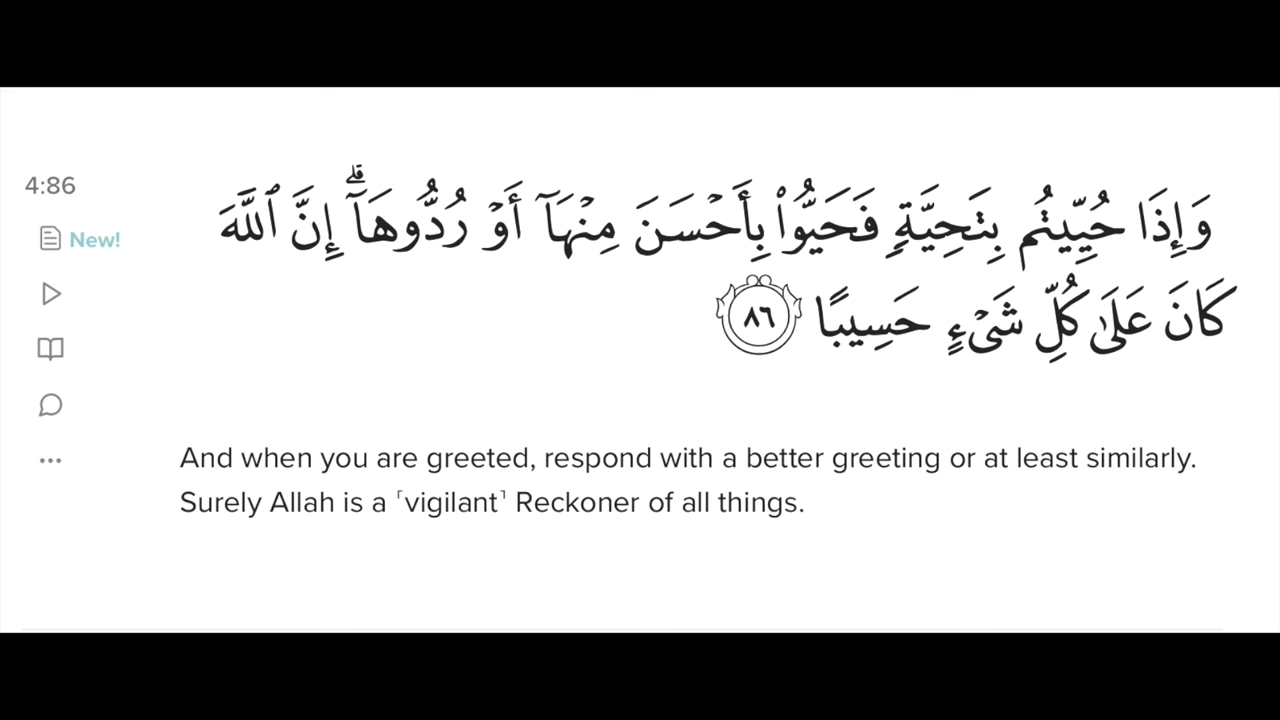 4:86
New!
وَإِذَا حُيِّيتُم بِتَحِيَّةٍ فَحَيُّوا۟ بِأَحْسَنَ مِنْهَآ أَوْ رُدُّوهَآ ۗ إِنَّ ٱللَّهَ
كَانَ عَلَىٰ كُلِّ شَىْءٍ حَسِيبًا ٨٦
And when you are greeted, respond with a better greeting or at least similarly.
Surely Allah is a ˹vigilant˺ Reckoner of all things.